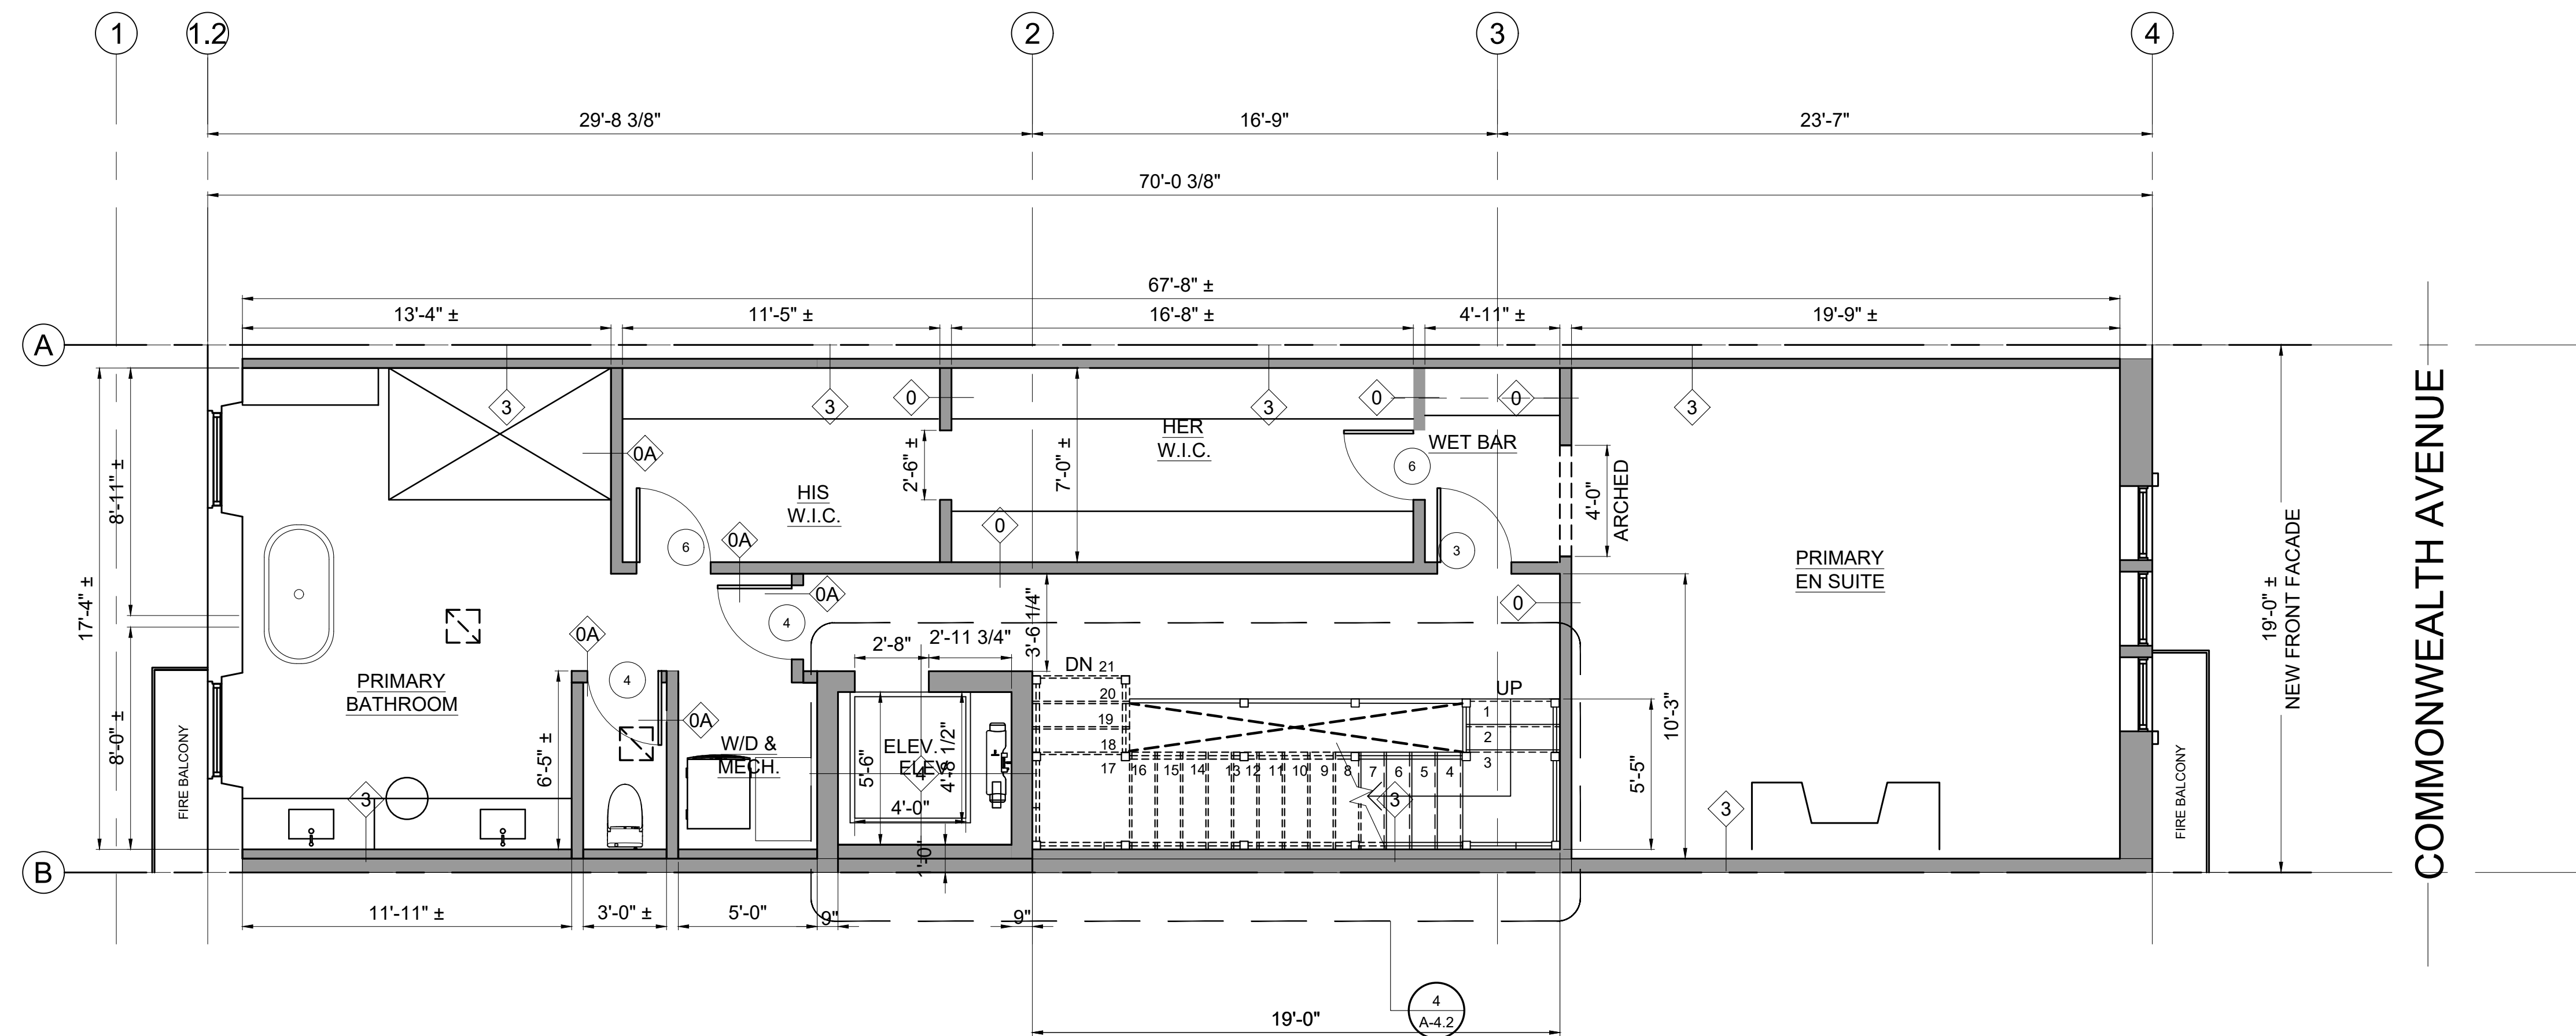 1
1.2
2
3
4
29'-8 3/8"
16'-9"
23'-7"
70'-0 3/8"
67'-8" ±
13'-4" ±
11'-5" ±
16'-8" ±
4'-11" ±
19'-9" ±
A
3
3
0
3
0
0
3
HER
W.I.C.
WET BAR
0A
2'-6" ±
7'-0" ±
6
8'-11" ±
HIS
W.I.C.
4'-0"
ARCHED
0
0A
6
3
PRIMARY
EN SUITE
17'-4" ±
0A
0
19'-0" ±
NEW FRONT FACADE
COMMONWEALTH AVENUE
4
0A
3'-6 1/4"
2'-8"
2'-11 3/4"
DN
21
PRIMARY
BATHROOM
4
UP
20
19
18
17
1
2
3
0A
10'-3"
8'-0" ±
6'-5" ±
W/D &
MECH.
ELEV.
ELEV.
5'-6"
4'-8 1/2"
4
4'-0"
16
15
14
13
12
11
10
9
8
7
6
5
4
5'-5"
FIRE BALCONY
FIRE BALCONY
3
3
3
1'-0"
B
11'-11" ±
3'-0" ±
5'-0"
9"
9"
4
A-4.2
19'-0"